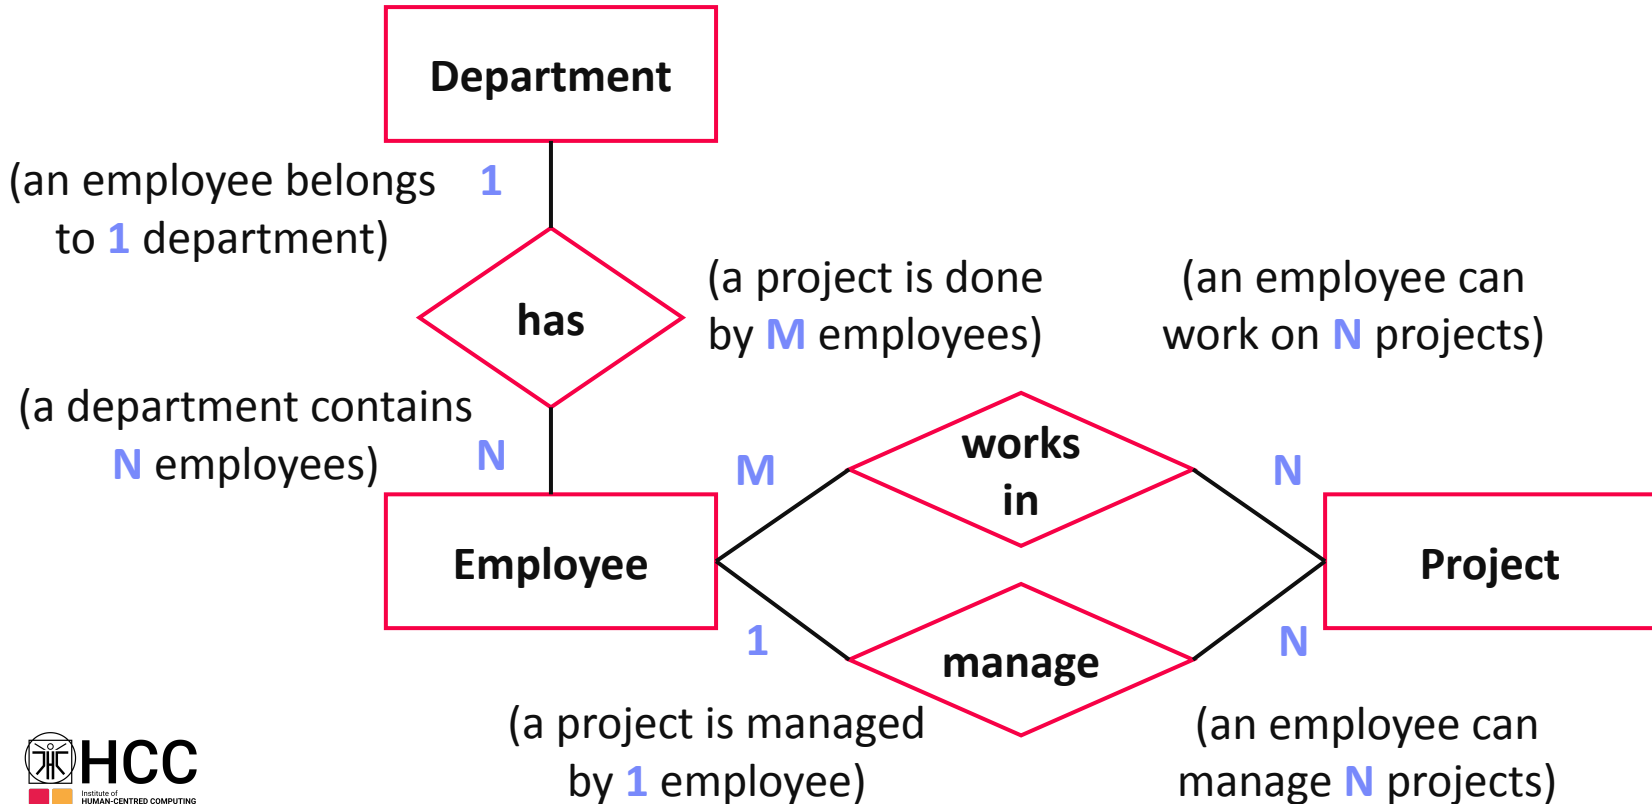 Department
(an employee belongs
to 1 department)
1
has
(a project is done
by M employees)
(an employee can
work on N projects)
(a department contains
N employees)
N
M
works
in
N
Employee
Project
1
manage
N
(a project is managed
by 1 employee)
(an employee can
manage N projects)
HCC
Institute of
HUMAN-CENTRED COMPUTING